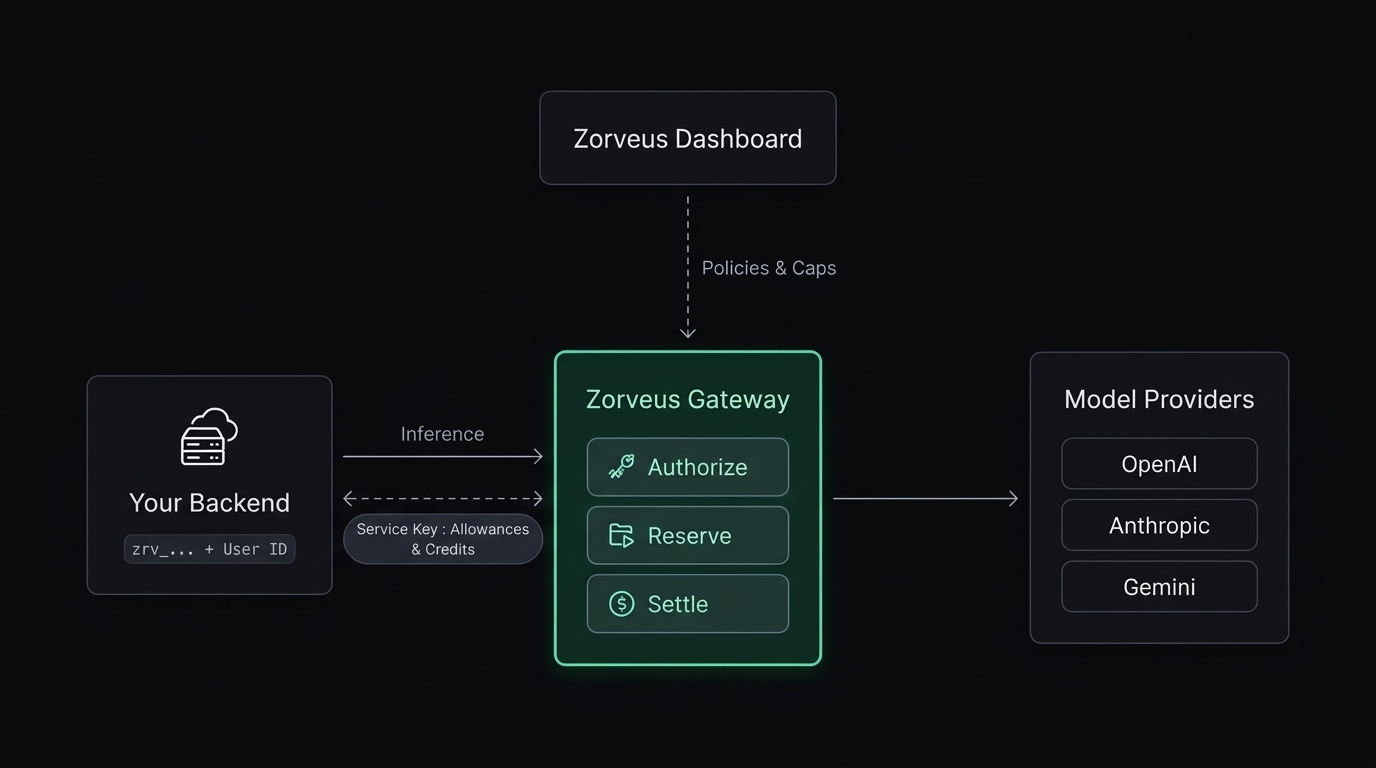 Zorveus Dashboard
Policies & Caps
Your Backend
zrv_... + User ID
Inference
Service Key : Allowances
& Credits
Zorveus Gateway
Authorize
Reserve
Settle
Model Providers
OpenAI
Anthropic
Gemini